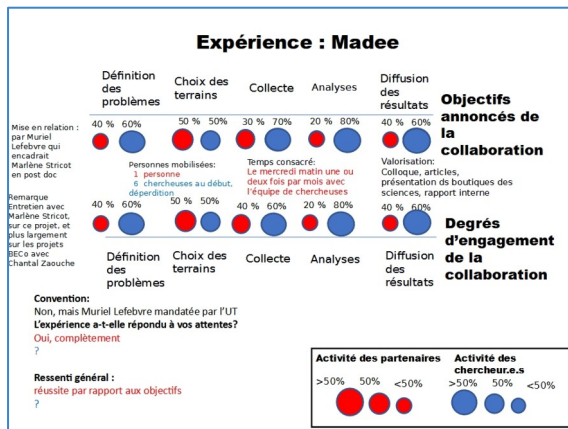 Expérience : Madee
Définition
des
problèmes
Choix des
terrains
Collecte
Analyses
Diffusion
des
résultats
Objectifs
annoncés de
la
collaboration
40 % 60%
50 % 50%
30 % 70%
20 % 80%
40 % 60%
Mise en relation :
par Muriel
Lefebvre qui
encadrait
Marlène Stricot
en post doc
Personnes mobilisées:
1 personne
6 chercheuses au début,
déperdition
Temps consacré:
Le mercredi matin une ou
deux fois par mois avec
l'équipe de chercheuses
Valorisation:
Colloque, articles,
présentation ds boutiques des
sciences, rapport interne
Remarque
Entretien avec
Marlène Stricot,
sur ce projet, et
plus largement
sur les projets
BECo avec
Chantal Zaouche
40 % 60%
50 % 50%
40 % 60%
20 % 80%
40 % 60%
Degrés
d'engagement
de la
collaboration
Définition
des
problèmes
Choix des
terrains
Collecte
Analyses
Diffusion
des
résultats
Convention:
Non, mais Muriel Lefebvre mandatée par l'UT
L'expérience a-t-elle répondu à vos attentes?
Oui, complètement
?
Ressenti général :
réussite par rapport aux objectifs
?
Activité des partenaires
>50% 50% <50%
Activité des
chercheur.e.s
>50% 50% <50%